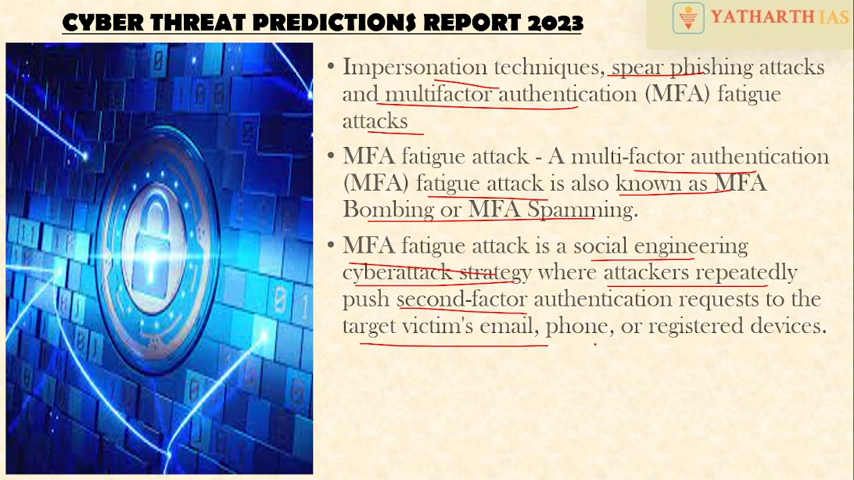 CYBER THREAT PREDICTIONS REPORT 2023
YATHARTH IAS
• Impersonation techniques, spear phishing attacks
and multifactor authentication (MFA) fatigue
attacks
• MFA fatigue attack - A multi-factor authentication
(MFA) fatigue attack is also known as MFA
Bombing or MFA Spamming.
• MFA fatigue attack is a social engineering
cyberattack strategy where attackers repeatedly
push second-factor authentication requests to the
target victim's email, phone, or registered devices.